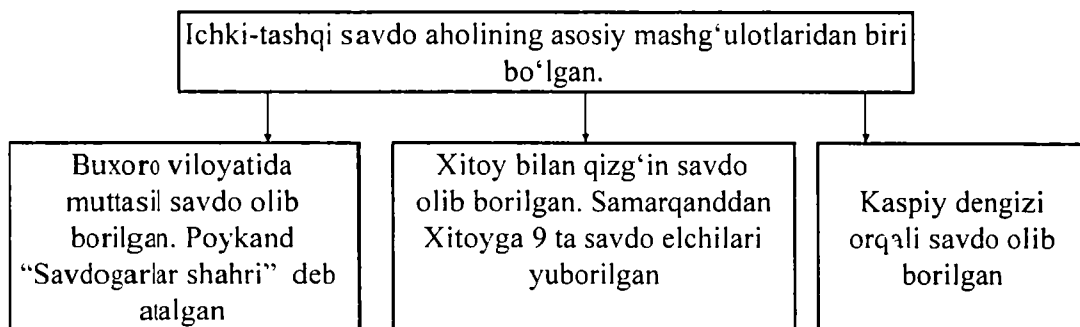 Ichki-tashqi savdo aholining asosiy mashg‘ulotlaridan biri
bo‘lgan.
Buxoro viloyatida
muttasil savdo olib
borilgan. Poykand
“Savdogarlar shahri” deb
atalgan
Xitoy bilan qizg‘in savdo
olib borilgan. Samarqanddan
Xitoyga 9 ta savdo elchilari
yuborilgan
Kaspiy dengizi
orqali savdo olib
borilgan